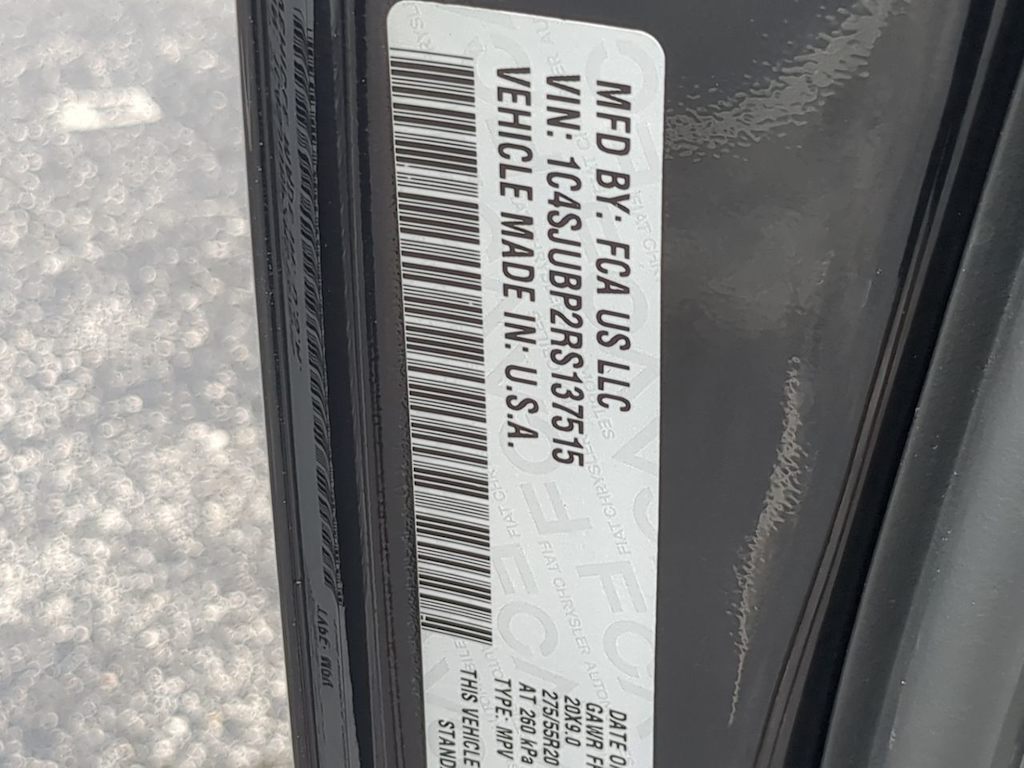 MFD BY: FCA US LLC
VIN: 1C4SJUBP2RS137515
VEHICLE MADE IN: U.S.A.
DATE O
GAWR F
20X9.0
275/55R20
AT 260 kPa
TYPE: MPV
THIS VEHICLE
STAND